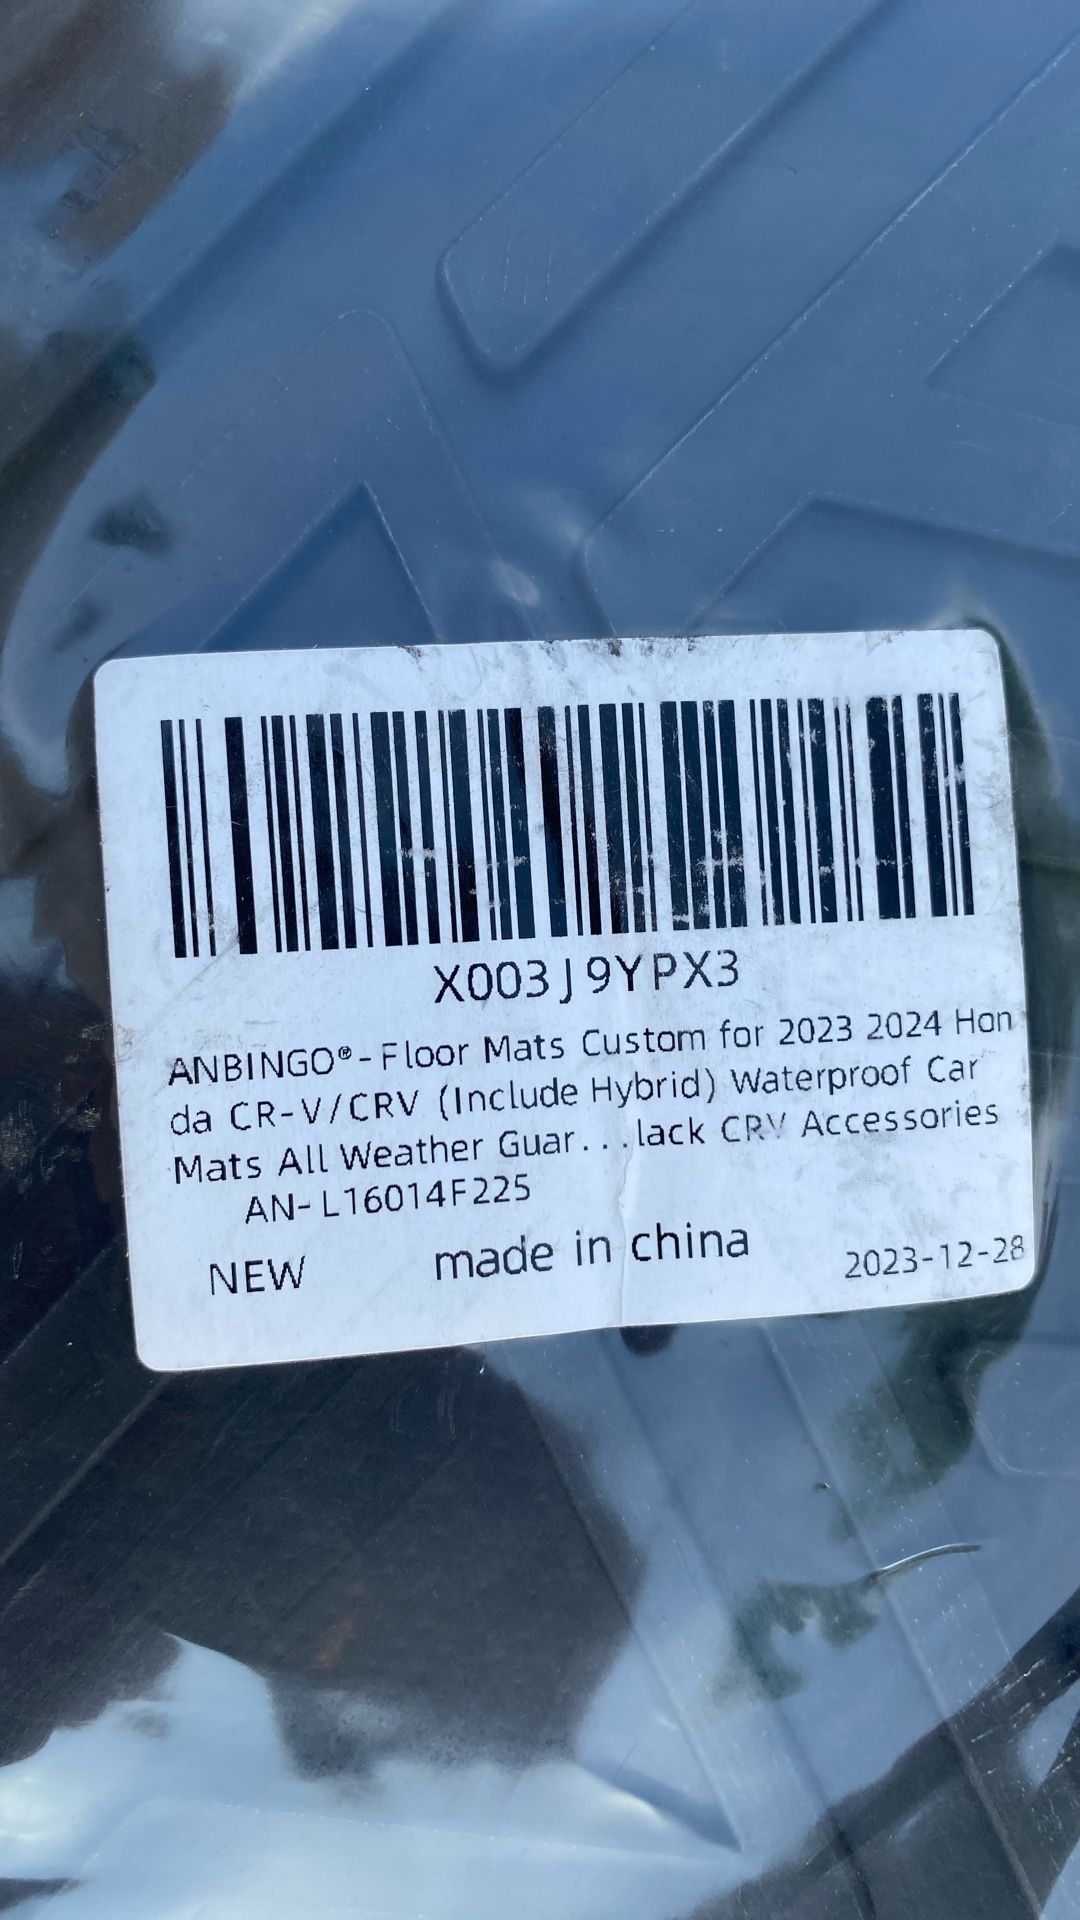 X003J9YPX3
ANBINGO®-Floor Mats Custom for 2023 2024 Hon
da CR-V/CRV (Include Hybrid) Waterproof Car
Mats All Weather Guar...lack CRV Accessories
AN-L16014F225
NEW made in china 2023-12-28